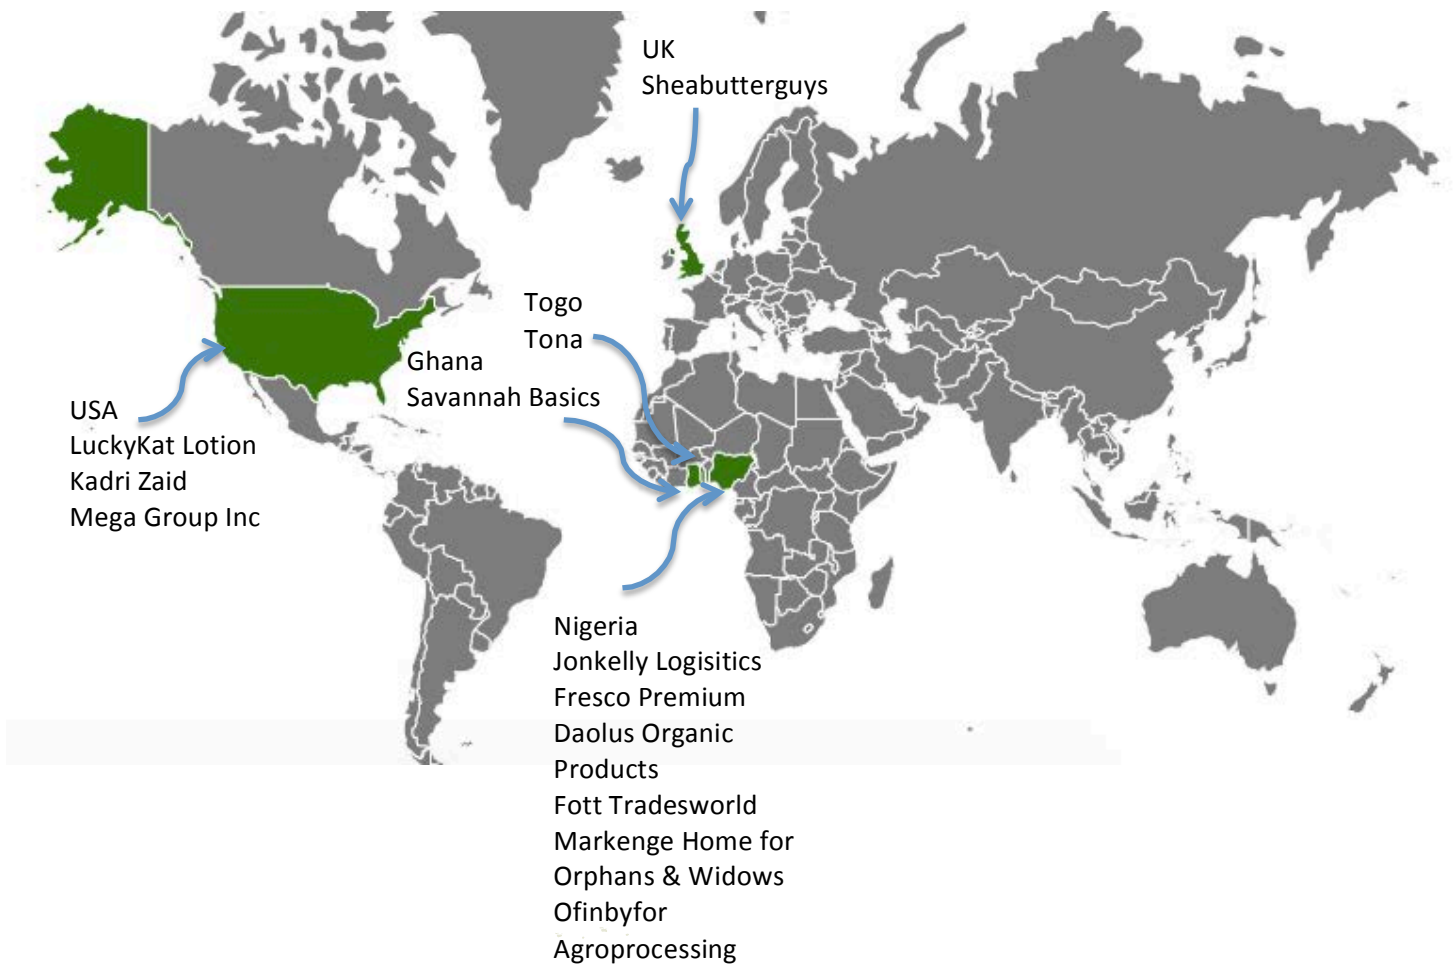 UK
Sheabutterguys
Togo
Tona
Ghana
Savannah Basics
USA
LuckyKat Lotion
Kadri Zaid
Mega Group Inc
Nigeria
Jonkelly Logisitics
Fresco Premium
Daolus Organic
Products
Fott Tradesworld
Markenge Home for
Orphans & Widows
Ofinbyfor
Agroprocessing